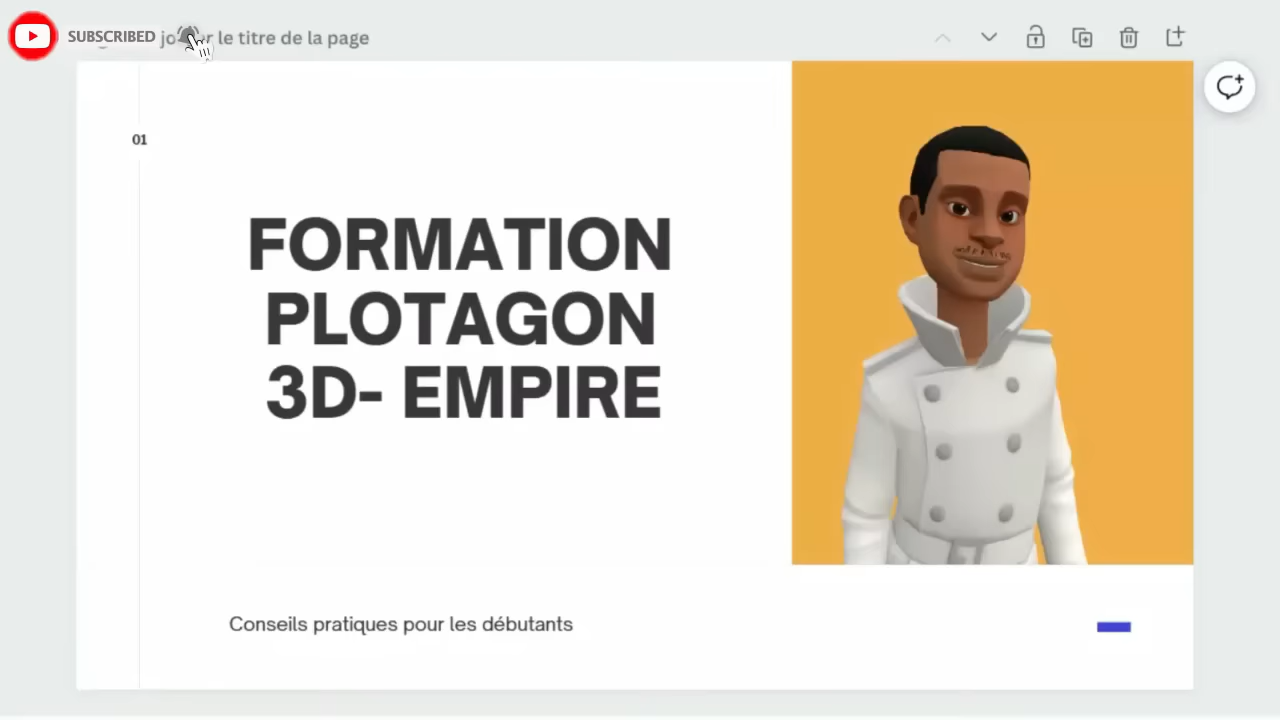 SUBSCRIBED
le titre de la page
01
FORMATION
PLOTAGON
3D- EMPIRE
Conseils pratiques pour les débutants